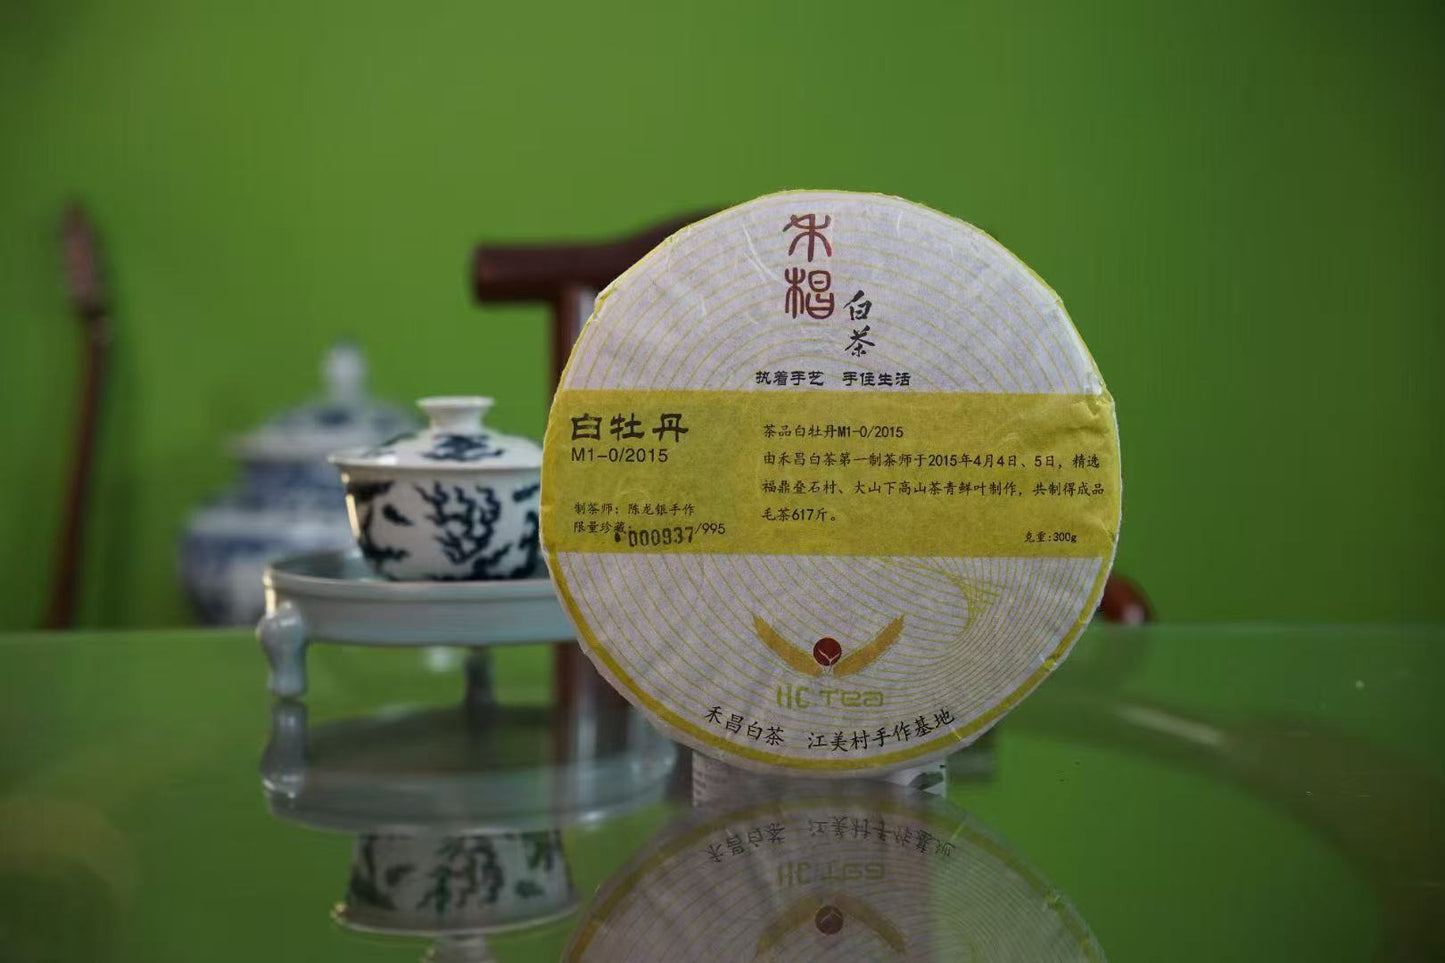 禾
椙
白
茶
执着手艺　手佳生活
白牡丹
M1-0/2015
制茶师：陈龙银手作
限量珍藏：000937/995
茶品白牡丹M1-0/2015
由禾昌白茶第一制茶师于2015年4月4日、5日，精选
福鼎叠石村、大山下高山茶青鲜叶制作，共制得成品
毛茶617斤。
克重:300g
HC Tea
禾昌白茶　江美村手作基地